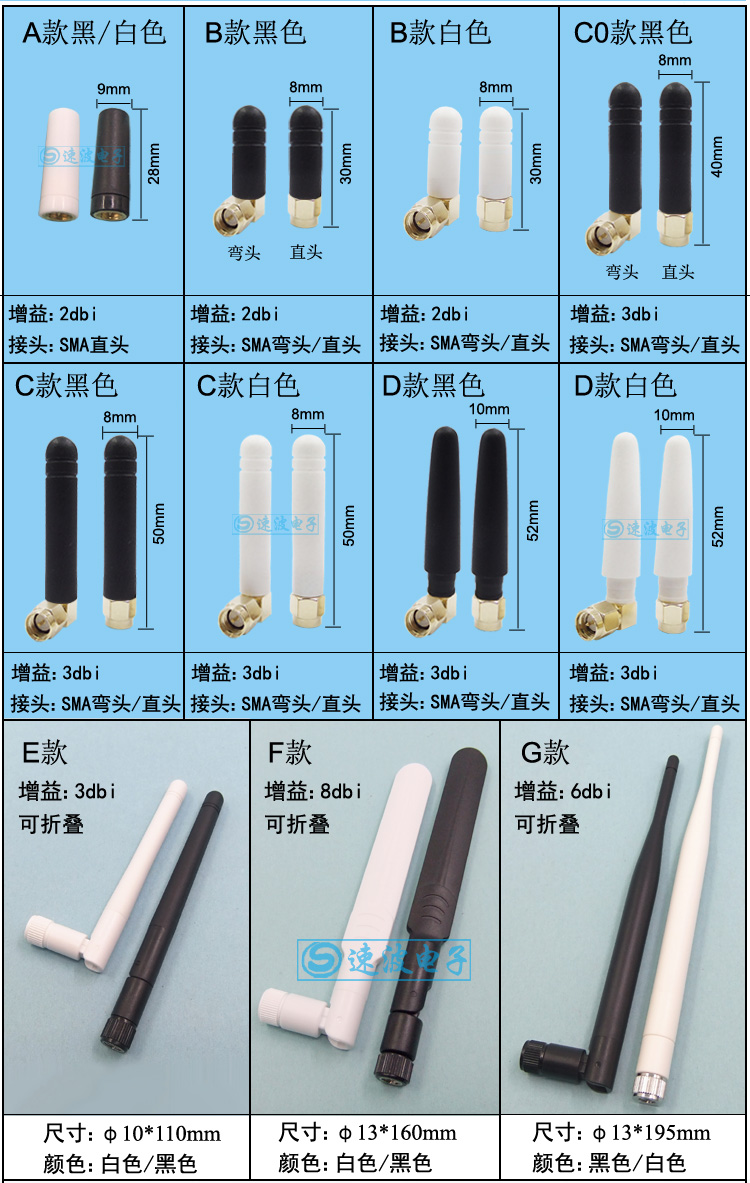 A款黑/白色
9mm
28mm
速波电子
增益:2dbi
接头:SMA直头
B款黑色
8mm
30mm
弯头 直头
增益:2dbi
接头:SMA弯头/直头
B款白色
8mm
30mm
增益:2dbi
接头:SMA弯头/直头
C0款黑色
8mm
40mm
弯头 直头
增益:3dbi
接头:SMA弯头/直头
C款黑色
8mm
50mm
增益:3dbi
接头:SMA弯头/直头
C款白色
8mm
50mm
速波电子
增益:3dbi
接头:SMA弯头/直头
D款黑色
10mm
52mm
增益:3dbi
接头:SMA弯头/直头
D款白色
10mm
52mm
速波电子
增益:3dbi
接头:SMA弯头/直头
E款
增益:3dbi
可折叠
尺寸:φ10*110mm
颜色:白色/黑色
F款
增益:8dbi
可折叠
速波电子
尺寸:φ13*160mm
颜色:白色/黑色
G款
增益:6dbi
可折叠
尺寸:φ13*195mm
颜色:黑色/白色